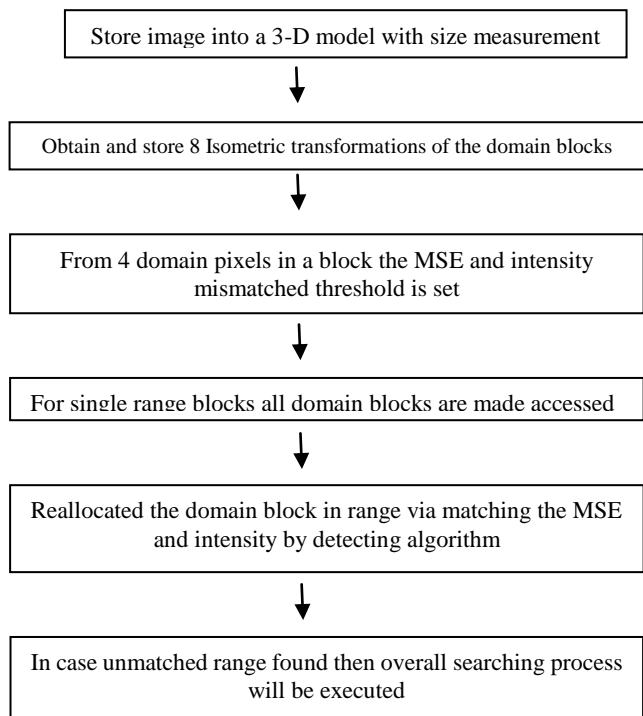 Store image into a 3-D model with size measurement
Obtain and store 8 Isometric transformations of the domain blocks
From 4 domain pixels in a block the MSE and intensity
mismatched threshold is set
For single range blocks all domain blocks are made accessed
Reallocated the domain block in range via matching the MSE
and intensity by detecting algorithm
In case unmatched range found then overall searching process
will be executed